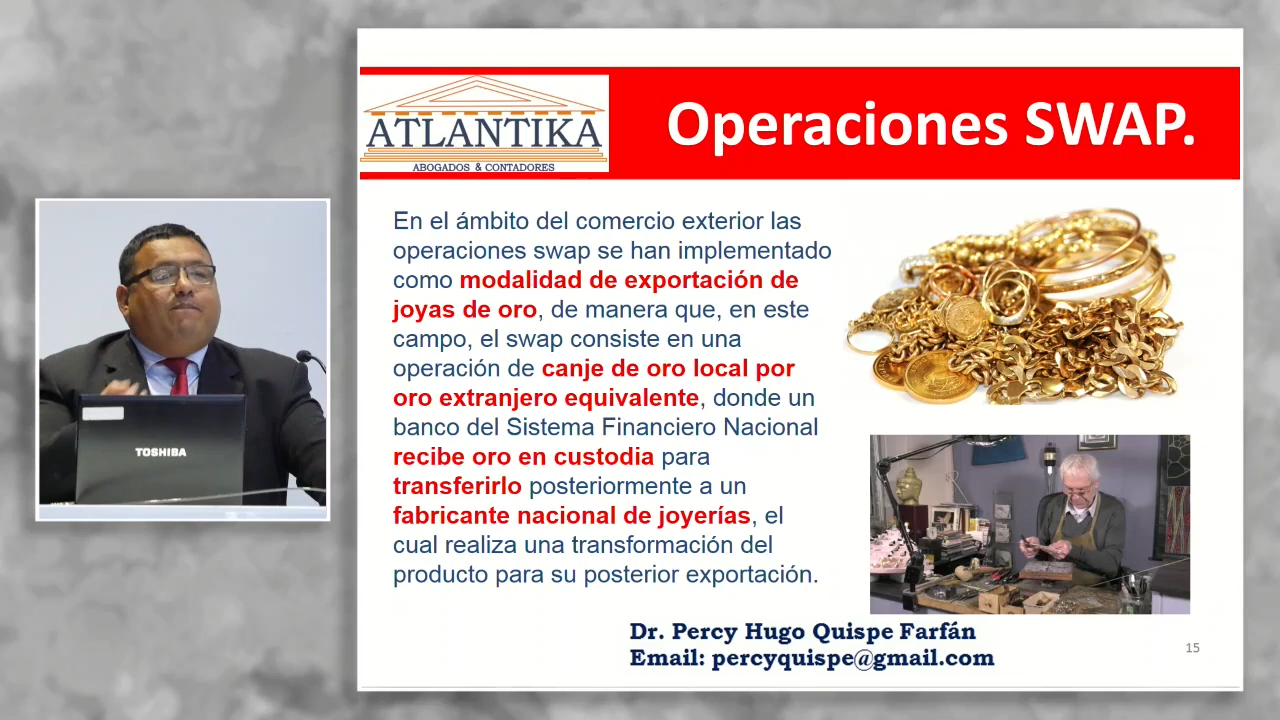 ATLANTIKA
ABOGADOS & CONTADORES
Operaciones SWAP.
En el ámbito del comercio exterior las
operaciones swap se han implementado
como modalidad de exportación de
joyas de oro, de manera que, en este
campo, el swap consiste en una
operación de canje de oro local por
oro extranjero equivalente, donde un
banco del Sistema Financiero Nacional
recibe oro en custodia para
transferirlo posteriormente a un
fabricante nacional de joyerías, el
cual realiza una transformación del
producto para su posterior exportación.
TOSHIBA
Dr. Percy Hugo Quispe Farfán
Email: percyquispe@gmail.com
15